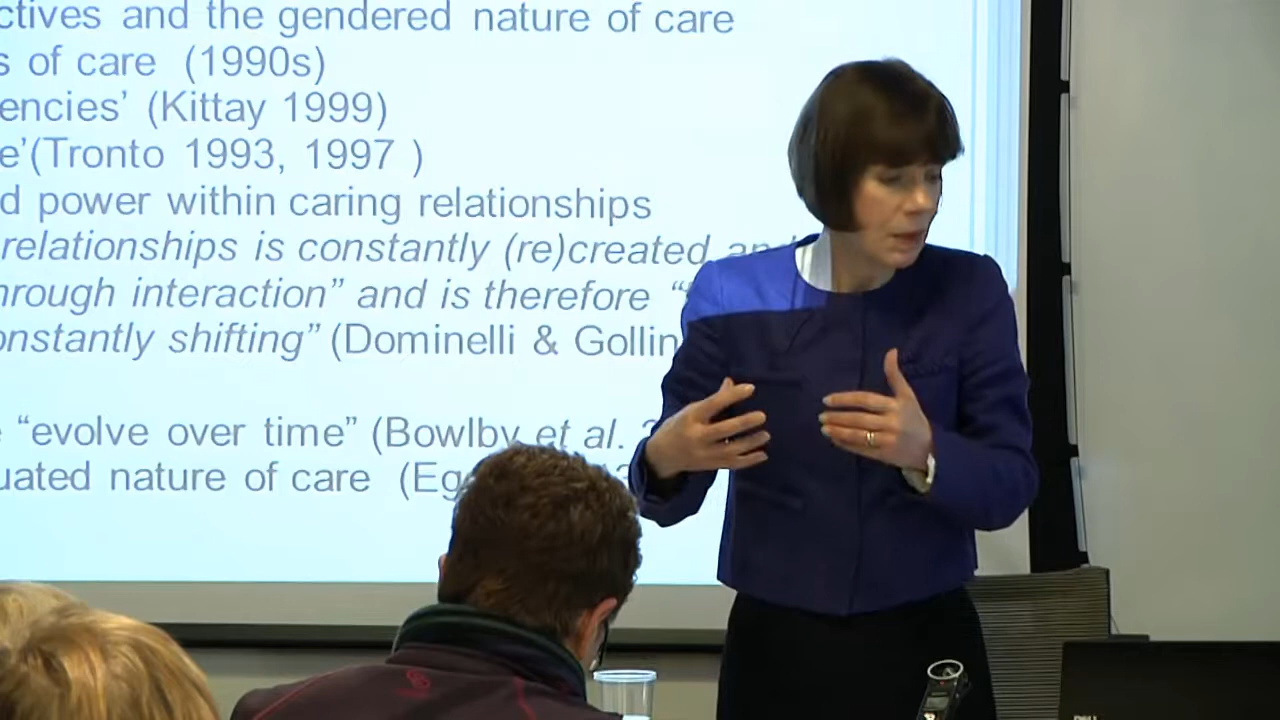 ctives and the gendered nature of care
s of care (1990s)
encies’ (Kittay 1999)
e’(Tronto 1993, 1997 )
d power within caring relationships
relationships is constantly (re)created and
hrough interaction” and is therefore “
onstantly shifting” (Dominelli & Gollin
“evolve over time” (Bowlby et al.
uated nature of care (Eg
DELL